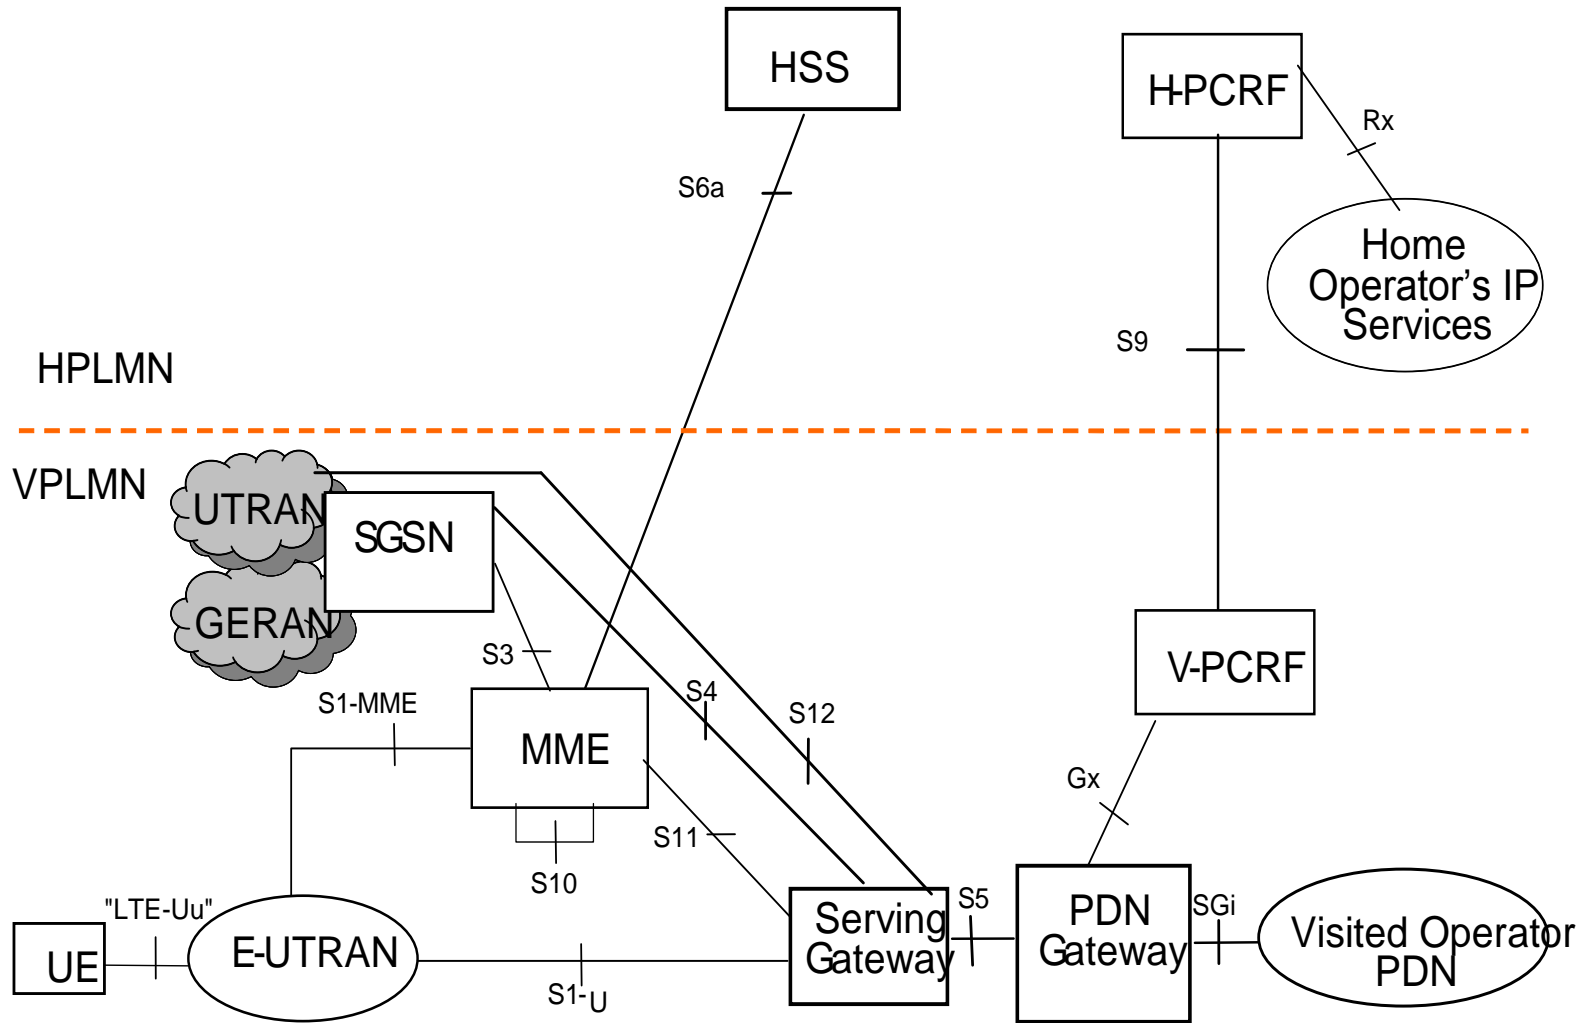 HSS
H-PCRF
Rx
S6a
Home
Operator's IP
Services
S9
HPLMN
VPLMN
UTRAN
SGSN
GERAN
S3
V-PCRF
S1-MME
S4
S12
MME
Gx
S11
S10
"LTE-Uu"
S5
SGi
UE
E-UTRAN
Serving
Gateway
PDN
Gateway
Visited Operator
PDN
S1-U